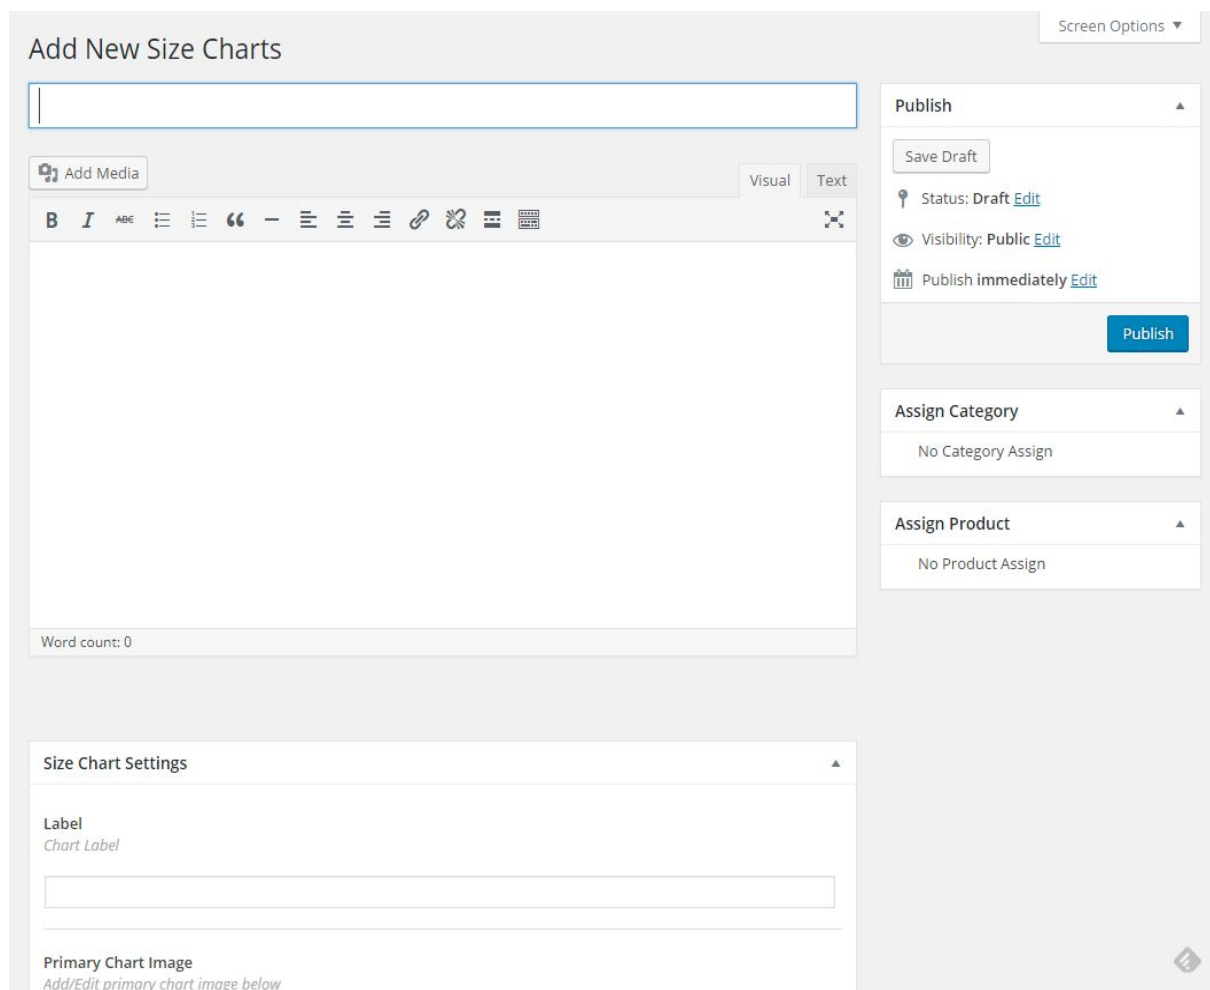 Screen Options
Add New Size Charts
Add Media
Visual Text
B I ABE
Word count: 0
Publish
Save Draft
Status: Draft Edit
Visibility: Public Edit
Publish immediately Edit
Publish
Assign Category
No Category Assign
Assign Product
No Product Assign
Size Chart Settings
Label
Chart Label
Primary Chart Image
Add/Edit primary chart image below